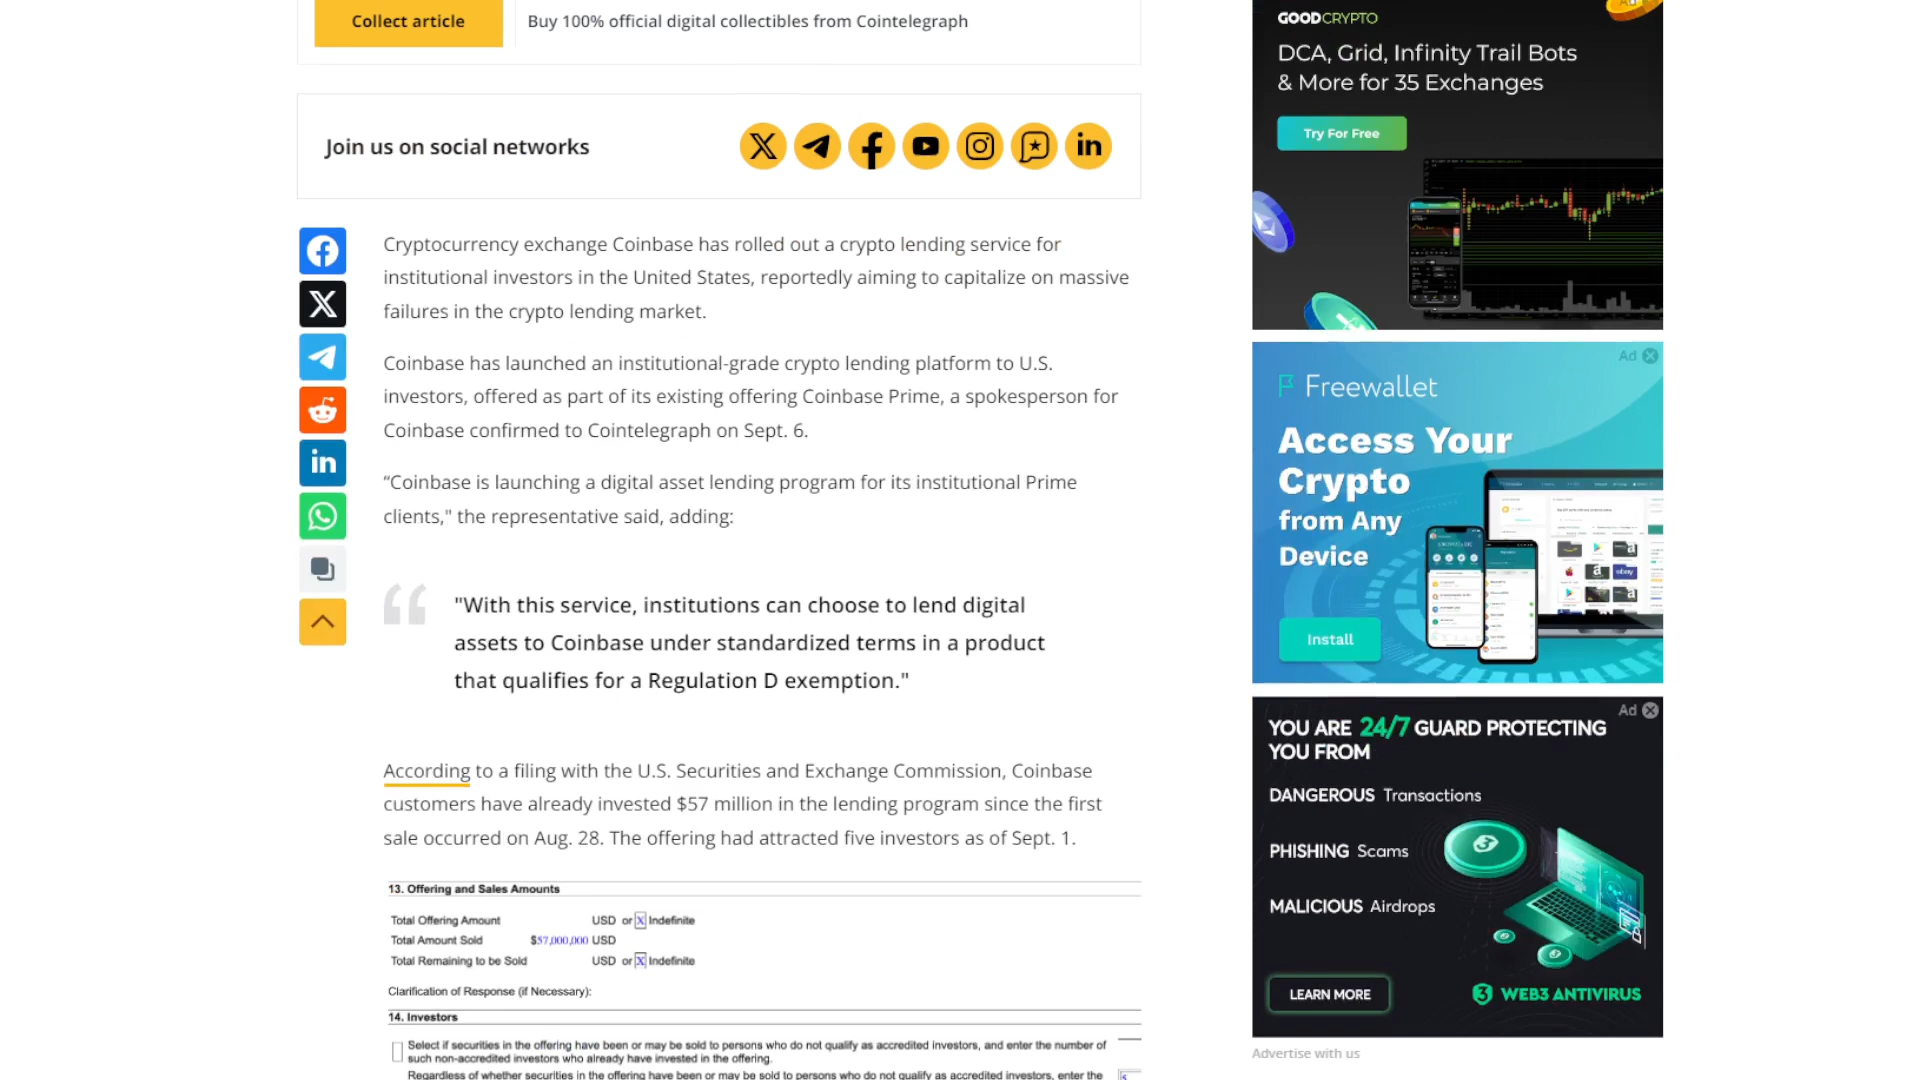 Collect article
Buy 100% official digital collectibles from Cointelegraph
Join us on social networks
Cryptocurrency exchange Coinbase has rolled out a crypto lending service for
institutional investors in the United States, reportedly aiming to capitalize on massive
failures in the crypto lending market.
Coinbase has launched an institutional-grade crypto lending platform to U.S.
investors, offered as part of its existing offering Coinbase Prime, a spokesperson for
Coinbase confirmed to Cointelegraph on Sept. 6.
“Coinbase is launching a digital asset lending program for its institutional Prime
clients," the representative said, adding:
"With this service, institutions can choose to lend digital
assets to Coinbase under standardized terms in a product
that qualifies for a Regulation D exemption."
According to a filing with the U.S. Securities and Exchange Commission, Coinbase
customers have already invested $57 million in the lending program since the first
sale occurred on Aug. 28. The offering had attracted five investors as of Sept. 1.
13. Offering and Sales Amounts
Total Offering Amount USD or X Indefinite
Total Amount Sold $57,000,000 USD
Total Remaining to be Sold USD or X Indefinite
Clarification of Response (if Necessary):
14. Investors
Select if securities in the offering have been or may be sold to persons who do not qualify as accredited investors, and enter the number of
such non-accredited investors who already have invested in the offering.
Regardless of whether securities in the offering have been or may be sold to persons who do not qualify as accredited investors, enter the
GOODCRYPTO
DCA, Grid, Infinity Trail Bots
& More for 35 Exchanges
Try For Free
Ad
Freewallet
Access Your
Crypto
from Any
Device
Install
Ad
YOU ARE 24/7 GUARD PROTECTING
YOU FROM
DANGEROUS Transactions
PHISHING Scams
MALICIOUS Airdrops
LEARN MORE
WEB3 ANTIVIRUS
Advertise with us